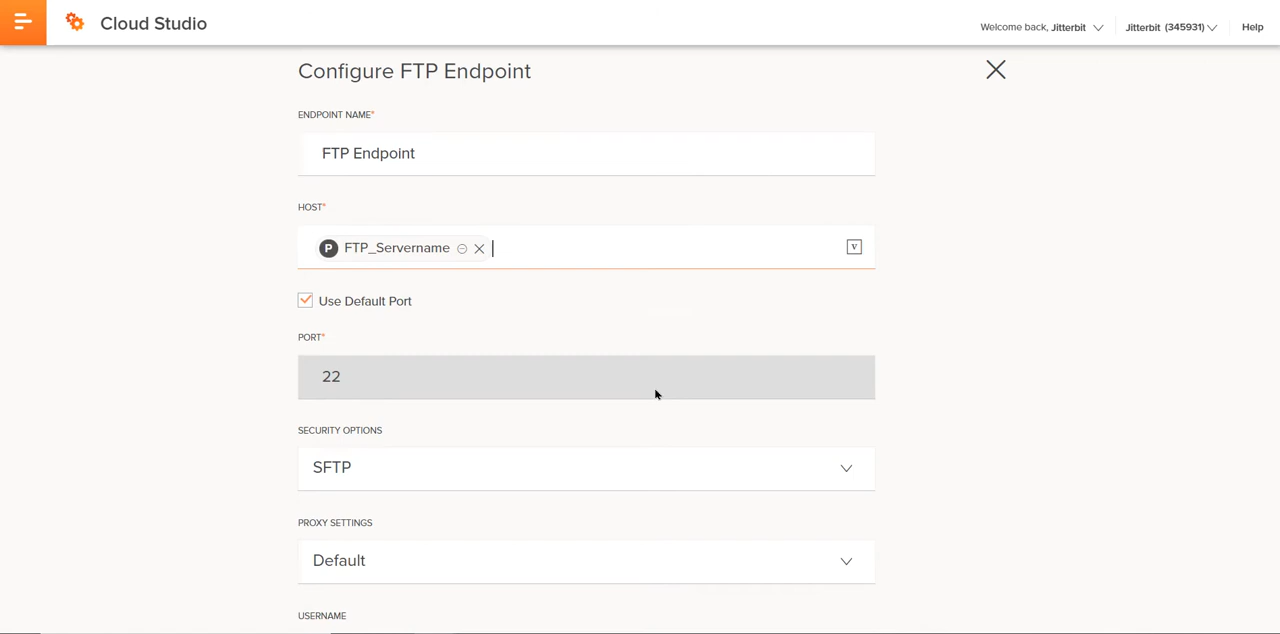 Cloud Studio
Welcome back, Jitterbit
Jitterbit (345931)
Help
Configure FTP Endpoint
ENDPOINT NAME*
FTP Endpoint
HOST*
P FTP_Servername
V
Use Default Port
PORT*
22
SECURITY OPTIONS
SFTP
PROXY SETTINGS
Default
USERNAME